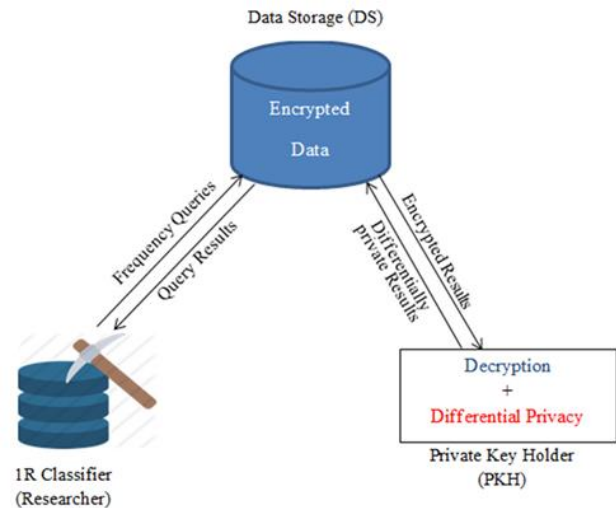 Data Storage (DS)
Encrypted
Data
Frequency Queries
Query Results
Differentially
private Results
Encrypted Results
Decryption
+
Differential Privacy
1R Classifier
(Researcher)
Private Key Holder
(PKH)